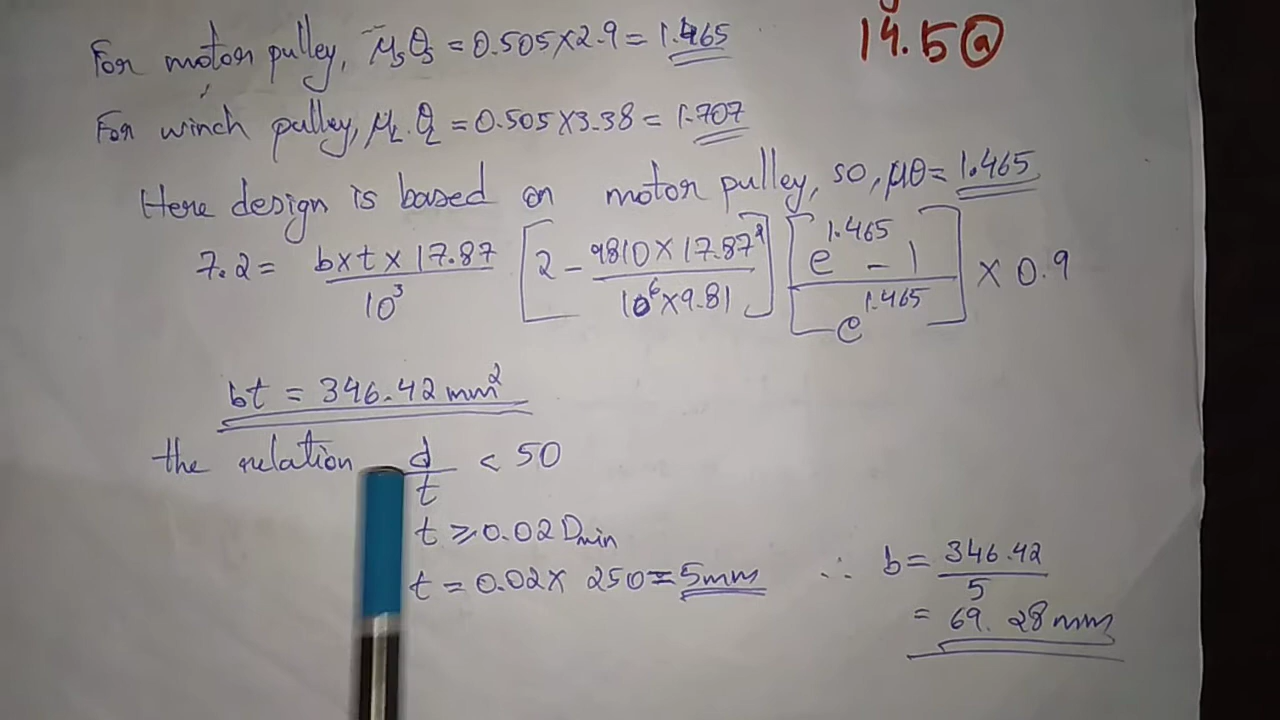 For motor pulley, μsθs = 0.505×2.9 = 1.465
14.5 a
For winch pulley, μL.θL = 0.505×3.38 = 1.707
Here design is based on motor pulley, so, μθ = 1.465
7.2 = b×t×17.87/10³ [2 − 9810×17.87²/10⁶×9.81] [e^1.465 − 1/e^1.465] × 0.9
bt = 346.42 mm²
the relation d/t < 50
t ⩾ 0.02 Dmin
t = 0.02× 250 = 5mm ∴ b = 346.42/5
= 69.28mm